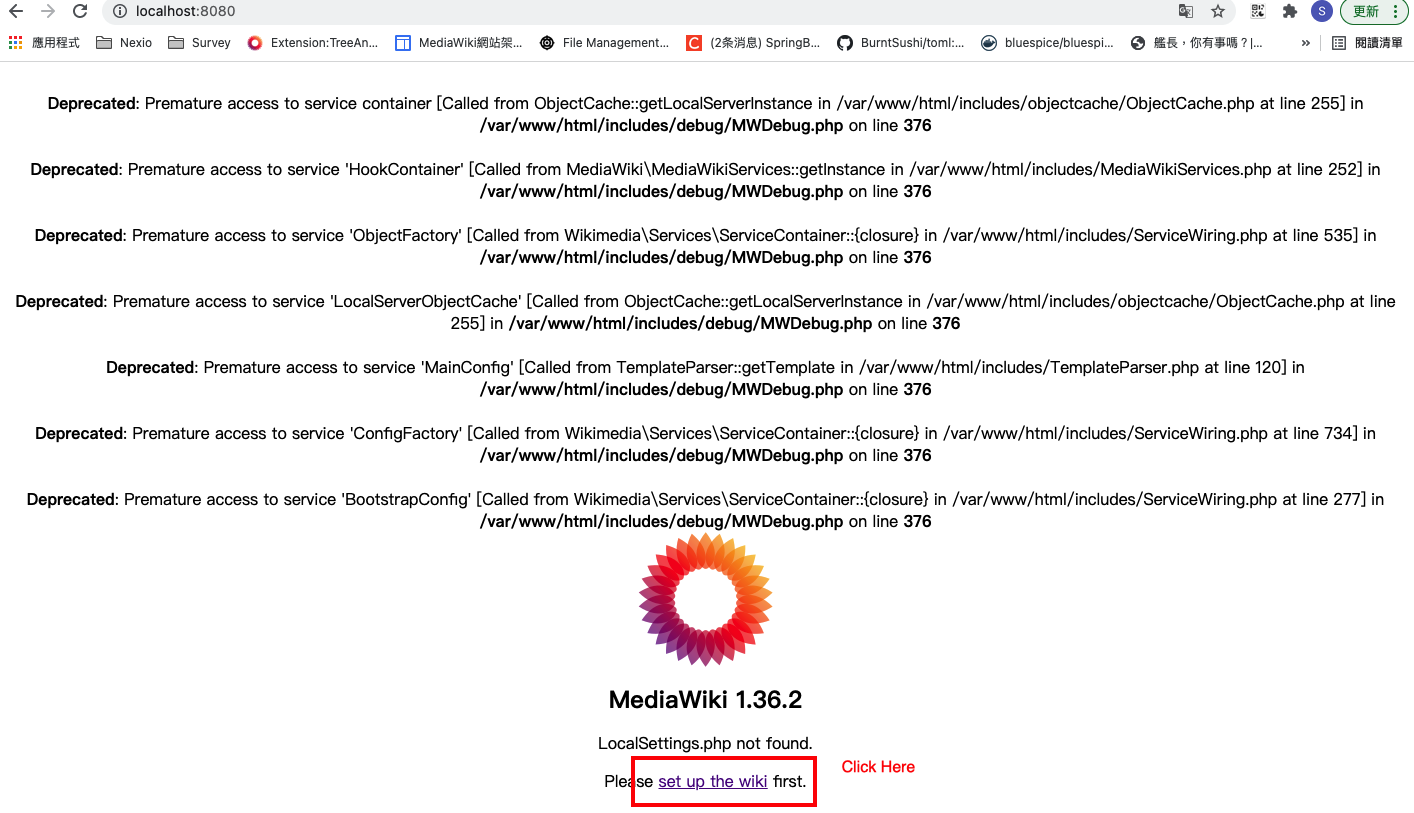 localhost:8080
S
更新
應用程式 Nexio Survey Extension:TreeAn... MediaWiki網站架... File Management... C (2条消息) SpringB... BurntSushi/toml:... bluespice/bluespi... 艦長，你有事嗎？|... » 閱讀清單
Deprecated: Premature access to service container [Called from ObjectCache::getLocalServerInstance in /var/www/html/includes/objectcache/ObjectCache.php at line 255] in
/var/www/html/includes/debug/MWDebug.php on line 376
Deprecated: Premature access to service 'HookContainer' [Called from MediaWiki\MediaWikiServices::getInstance in /var/www/html/includes/MediaWikiServices.php at line 252] in
/var/www/html/includes/debug/MWDebug.php on line 376
Deprecated: Premature access to service 'ObjectFactory' [Called from Wikimedia\Services\ServiceContainer::{closure} in /var/www/html/includes/ServiceWiring.php at line 535] in
/var/www/html/includes/debug/MWDebug.php on line 376
Deprecated: Premature access to service 'LocalServerObjectCache' [Called from ObjectCache::getLocalServerInstance in /var/www/html/includes/objectcache/ObjectCache.php at line
255] in /var/www/html/includes/debug/MWDebug.php on line 376
Deprecated: Premature access to service 'MainConfig' [Called from TemplateParser::getTemplate in /var/www/html/includes/TemplateParser.php at line 120] in
/var/www/html/includes/debug/MWDebug.php on line 376
Deprecated: Premature access to service 'ConfigFactory' [Called from Wikimedia\Services\ServiceContainer::{closure} in /var/www/html/includes/ServiceWiring.php at line 734] in
/var/www/html/includes/debug/MWDebug.php on line 376
Deprecated: Premature access to service 'BootstrapConfig' [Called from Wikimedia\Services\ServiceContainer::{closure} in /var/www/html/includes/ServiceWiring.php at line 277] in
/var/www/html/includes/debug/MWDebug.php on line 376
MediaWiki 1.36.2
LocalSettings.php not found.
Please set up the wiki first.
Click Here